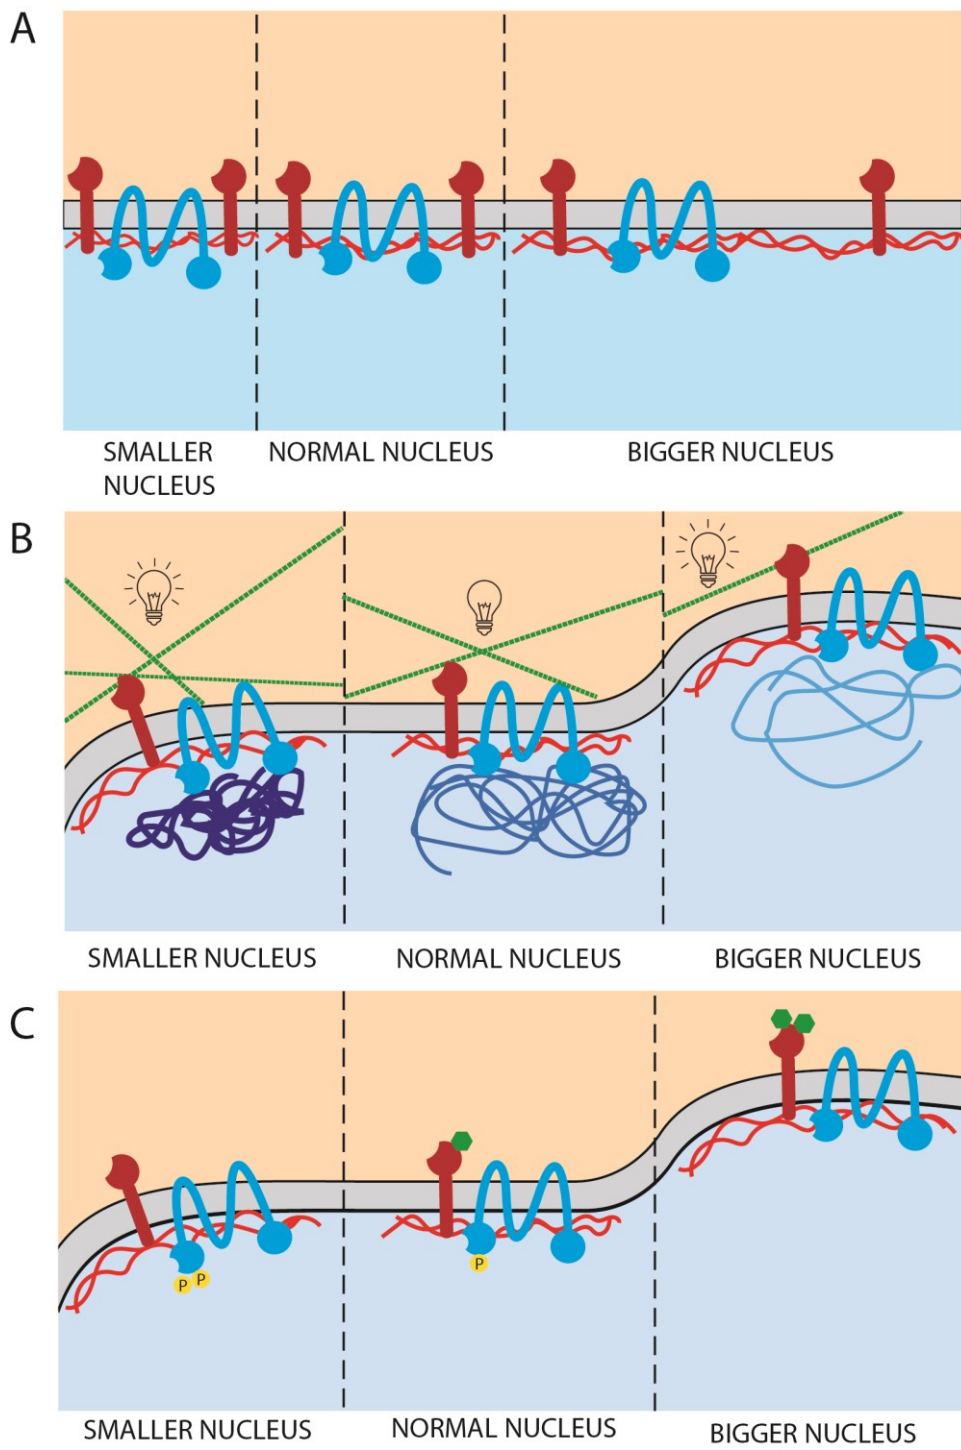 A
SMALLER
NUCLEUS
NORMAL NUCLEUS
BIGGER NUCLEUS
B
SMALLER NUCLEUS
NORMAL NUCLEUS
BIGGER NUCLEUS
C
P
P
P
SMALLER NUCLEUS
NORMAL NUCLEUS
BIGGER NUCLEUS